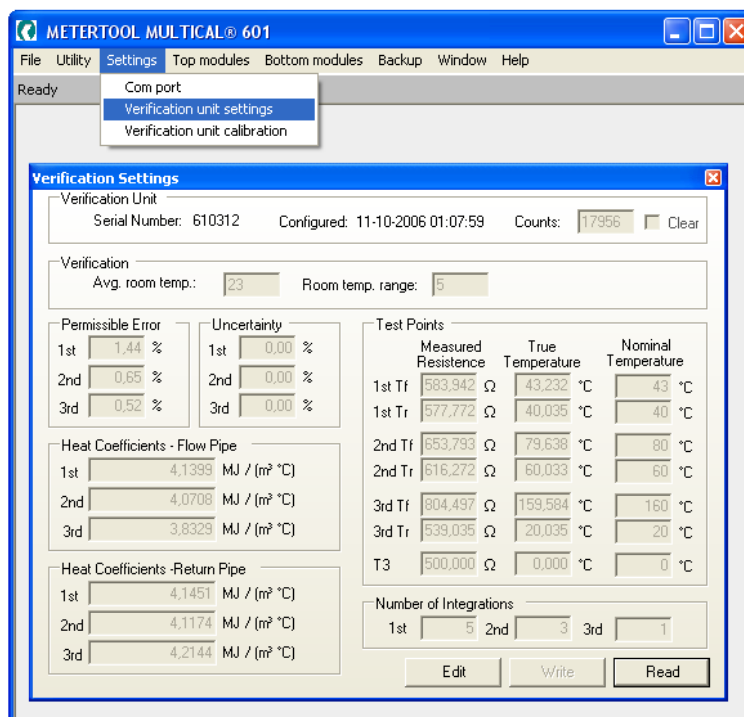 METERTOOL MULTICAL® 601
File Utility Settings Top modules Bottom modules Backup Window Help
Ready
Com port
Verification unit settings
Verification unit calibration
Verification Settings
Verification Unit
Serial Number: 610312 Configured: 11-10-2006 01:07:59 Counts: 17956 Clear
Verification
Avg. room temp.: 23 Room temp. range: 5
Permissible Error
1st 1,44 %
2nd 0,65 %
3rd 0,52 %
Uncertainty
1st 0,00 %
2nd 0,00 %
3rd 0,00 %
Heat Coefficients - Flow Pipe
1st 4,1399 MJ / (m³ °C)
2nd 4,0708 MJ / (m³ °C)
3rd 3,8329 MJ / (m³ °C)
Heat Coefficients -Return Pipe
1st 4,1451 MJ / (m³ °C)
2nd 4,1174 MJ / (m³ °C)
3rd 4,2144 MJ / (m³ °C)
Test Points
Measured True Nominal
Resistence Temperature Temperature
1st Tf 583,942 Ω 43,232 °C 43 °C
1st Tr 577,772 Ω 40,035 °C 40 °C
2nd Tf 653,793 Ω 79,638 °C 80 °C
2nd Tr 616,272 Ω 60,033 °C 60 °C
3rd Tf 804,497 Ω 159,584 °C 160 °C
3rd Tr 539,035 Ω 20,035 °C 20 °C
T3 500,000 Ω 0,000 °C 0 °C
Number of Integrations
1st 5 2nd 3 3rd 1
Edit Write Read